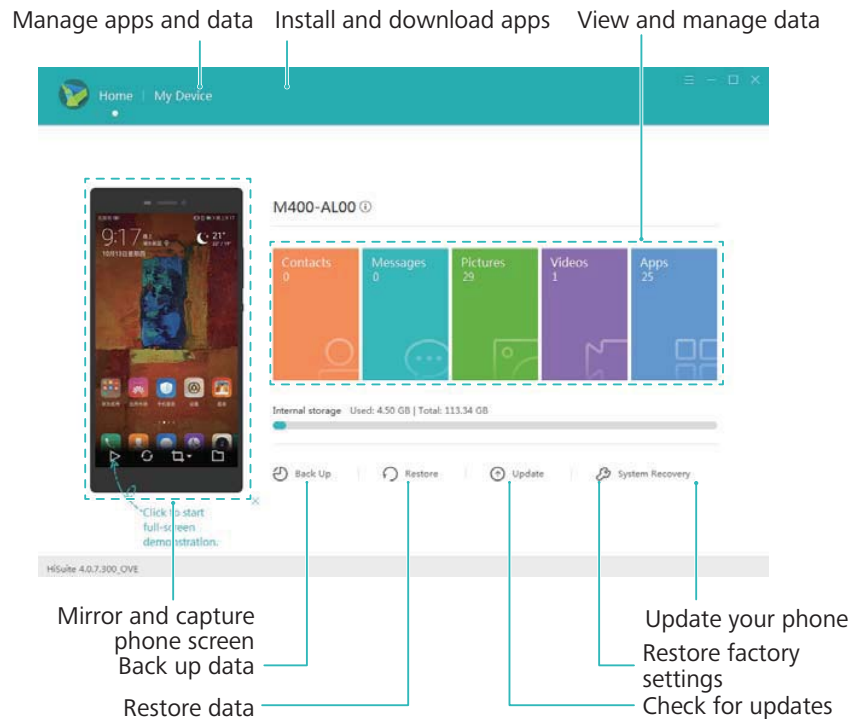 Manage apps and data
Install and download apps
View and manage data
Home | My Device
M400-AL00
Contacts
0
Messages
0
Pictures
29
Videos
1
Apps
25
9:17
21°
Internal storage Used: 4.50 GB | Total: 113.34 GB
Back Up
Restore
Update
System Recovery
Click to start
full-screen
demonstration.
HiSuite 4.0.7.300_OVE
Mirror and capture
phone screen
Back up data
Restore data
Update your phone
Restore factory
settings
Check for updates